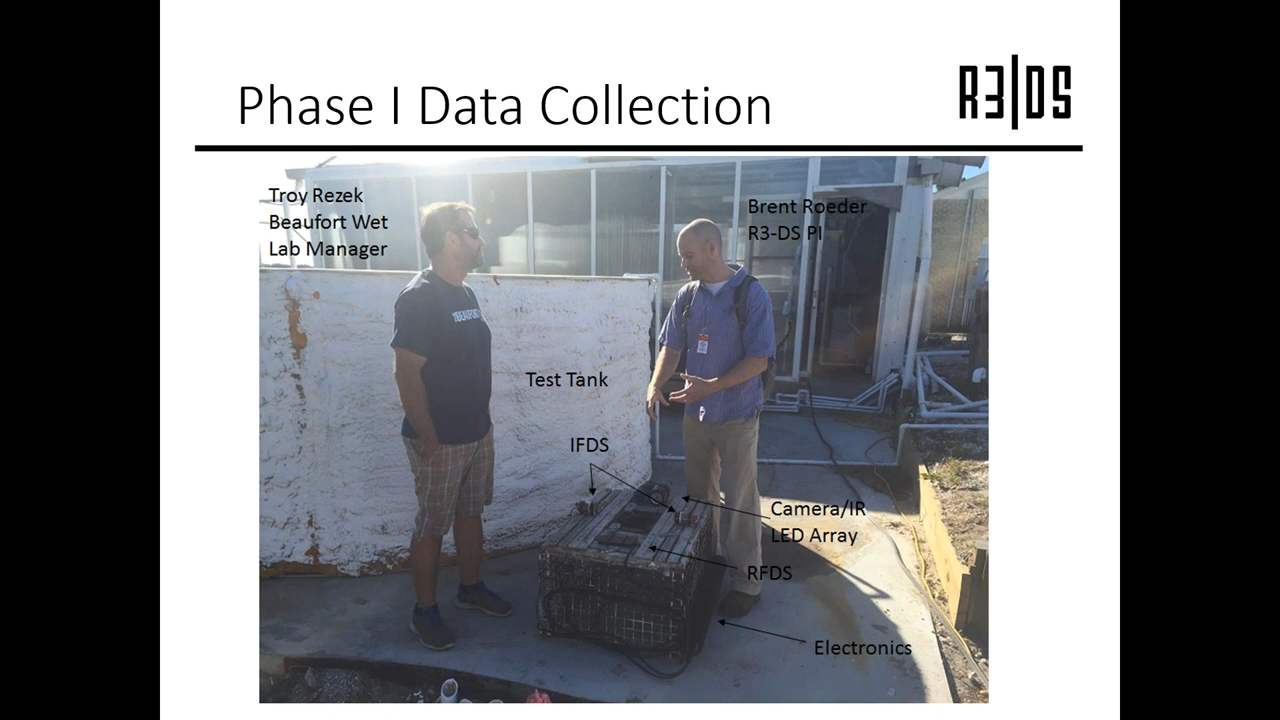 Phase I Data Collection
R3|DS
Troy Rezek
Beaufort Wet
Lab Manager
Brent Roeder
R3-DS PI
Test Tank
IFDS
Camera/IR
LED Array
RFDS
Electronics